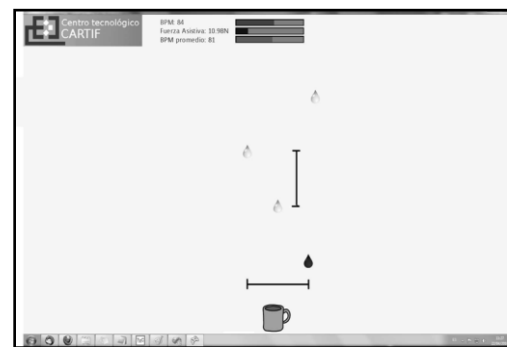 Centro tecnológico
CARTIF
BPM: 84
Fuerza Asistiva: 10.98N
BPM promedio: 81